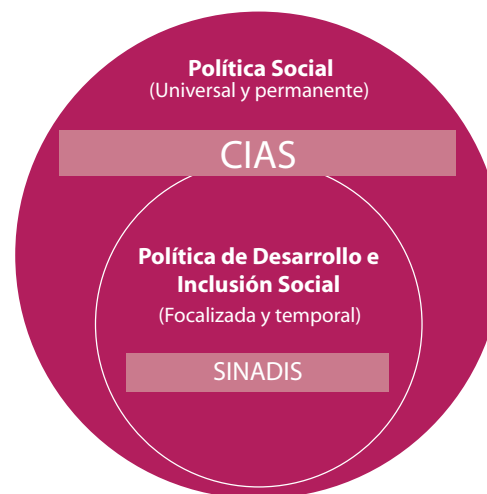 Política Social
(Universal y permanente)
CIAS
Política de Desarrollo e
Inclusión Social
(Focalizada y temporal)
SINADIS